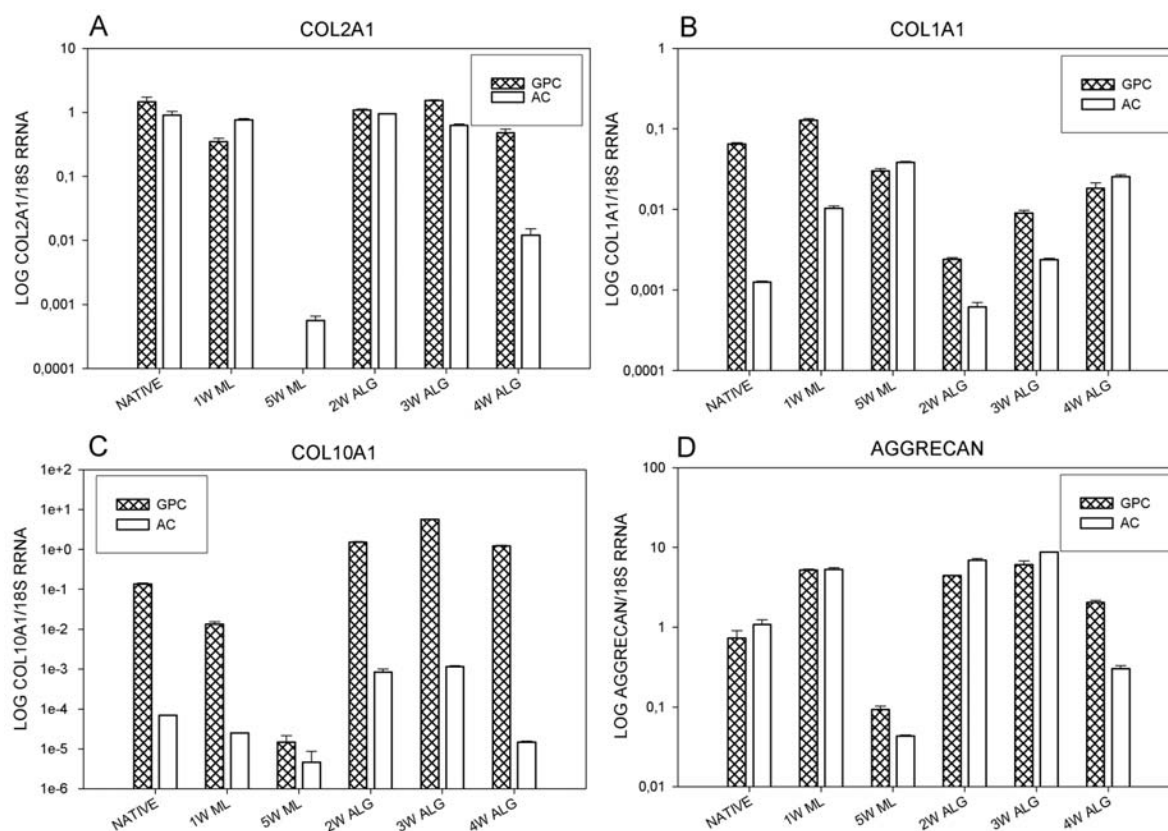 A
COL2A1
LOG COL2A1/18S RRNA
10
1
0,1
0,01
0,001
0,0001
GPC
AC
NATIVE
1W ML
5W ML
2W ALG
3W ALG
4W ALG
B
COL1A1
LOG COL1A1/18S RRNA
1
0,1
0,01
0,001
0,0001
GPC
AC
NATIVE
1W ML
5W ML
2W ALG
3W ALG
4W ALG
C
COL10A1
LOG COL10A1/18S RRNA
1e+2
1e+1
1e+0
1e-1
1e-2
1e-3
1e-4
1e-5
1e-6
GPC
AC
NATIVE
1W ML
5W ML
2W ALG
3W ALG
4W ALG
D
AGGRECAN
LOG AGGRECAN/18S RRNA
100
10
1
0,1
0,01
GPC
AC
NATIVE
1W ML
5W ML
2W ALG
3W ALG
4W ALG